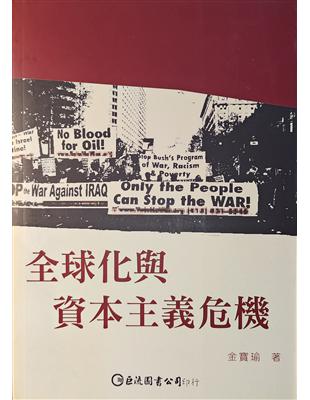 No Blood
for Oil!
Israel
Stop Bush's Program
of War, Racism
& Poverty
the War Against IRAQ
Only the People
Can Stop the WAR!
全球化與
資本主義危機
金寶瑜 著
巨流圖書公司印行